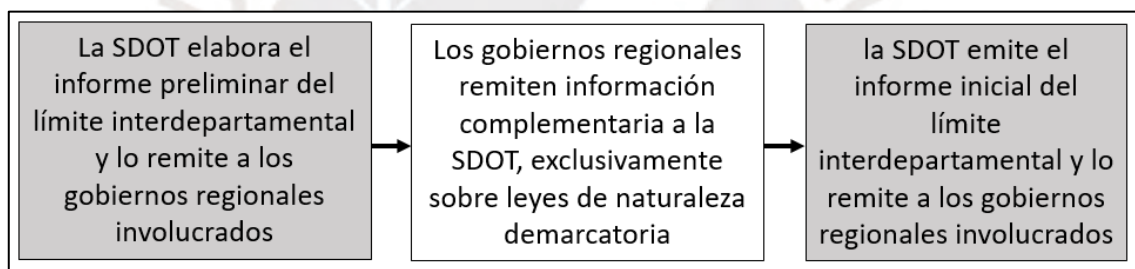 La SDOT elabora el
informe preliminar del
límite interdepartamental
y lo remite a los
gobiernos regionales
involucrados
Los gobiernos regionales
remiten información
complementaria a la
SDOT, exclusivamente
sobre leyes de naturaleza
demarcatoria
la SDOT emite el
informe inicial del
límite
interdepartamental y lo
remite a los gobiernos
regionales involucrados